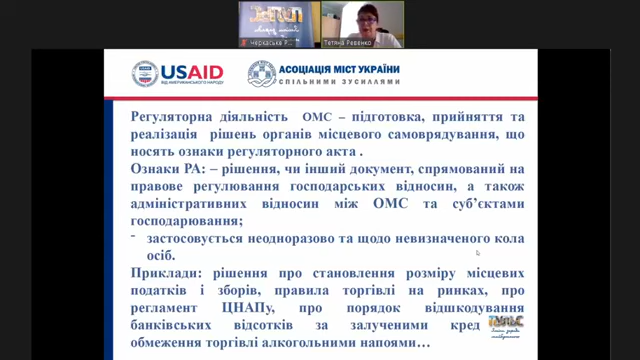 Черкаське Р...
Тетяна Ревенко
USAID
ВІД АМЕРИКАНСЬКОГО НАРОДУ
АСОЦІАЦІЯ МІСТ УКРАЇНИ
СПІЛЬНИМИ ЗУСИЛЛЯМИ
Регуляторна діяльність ОМС – підготовка, прийняття та
реалізація рішень органів місцевого самоврядування, що
носять ознаки регуляторного акта .
Ознаки РА: – рішення, чи інший документ, спрямований на
правове регулювання господарських відносин, а також
адміністративних відносин між ОМС та суб’єктами
господарювання;
- застосовується неодноразово та щодо невизначеного кола
осіб.
Приклади: рішення про становлення розміру місцевих
податків і зборів, правила торгівлі на ринках, про
регламент ЦНАПу, про порядок відшкодування
банківських відсотків за залученими кред
обмеження торгівлі алкогольними напоями…